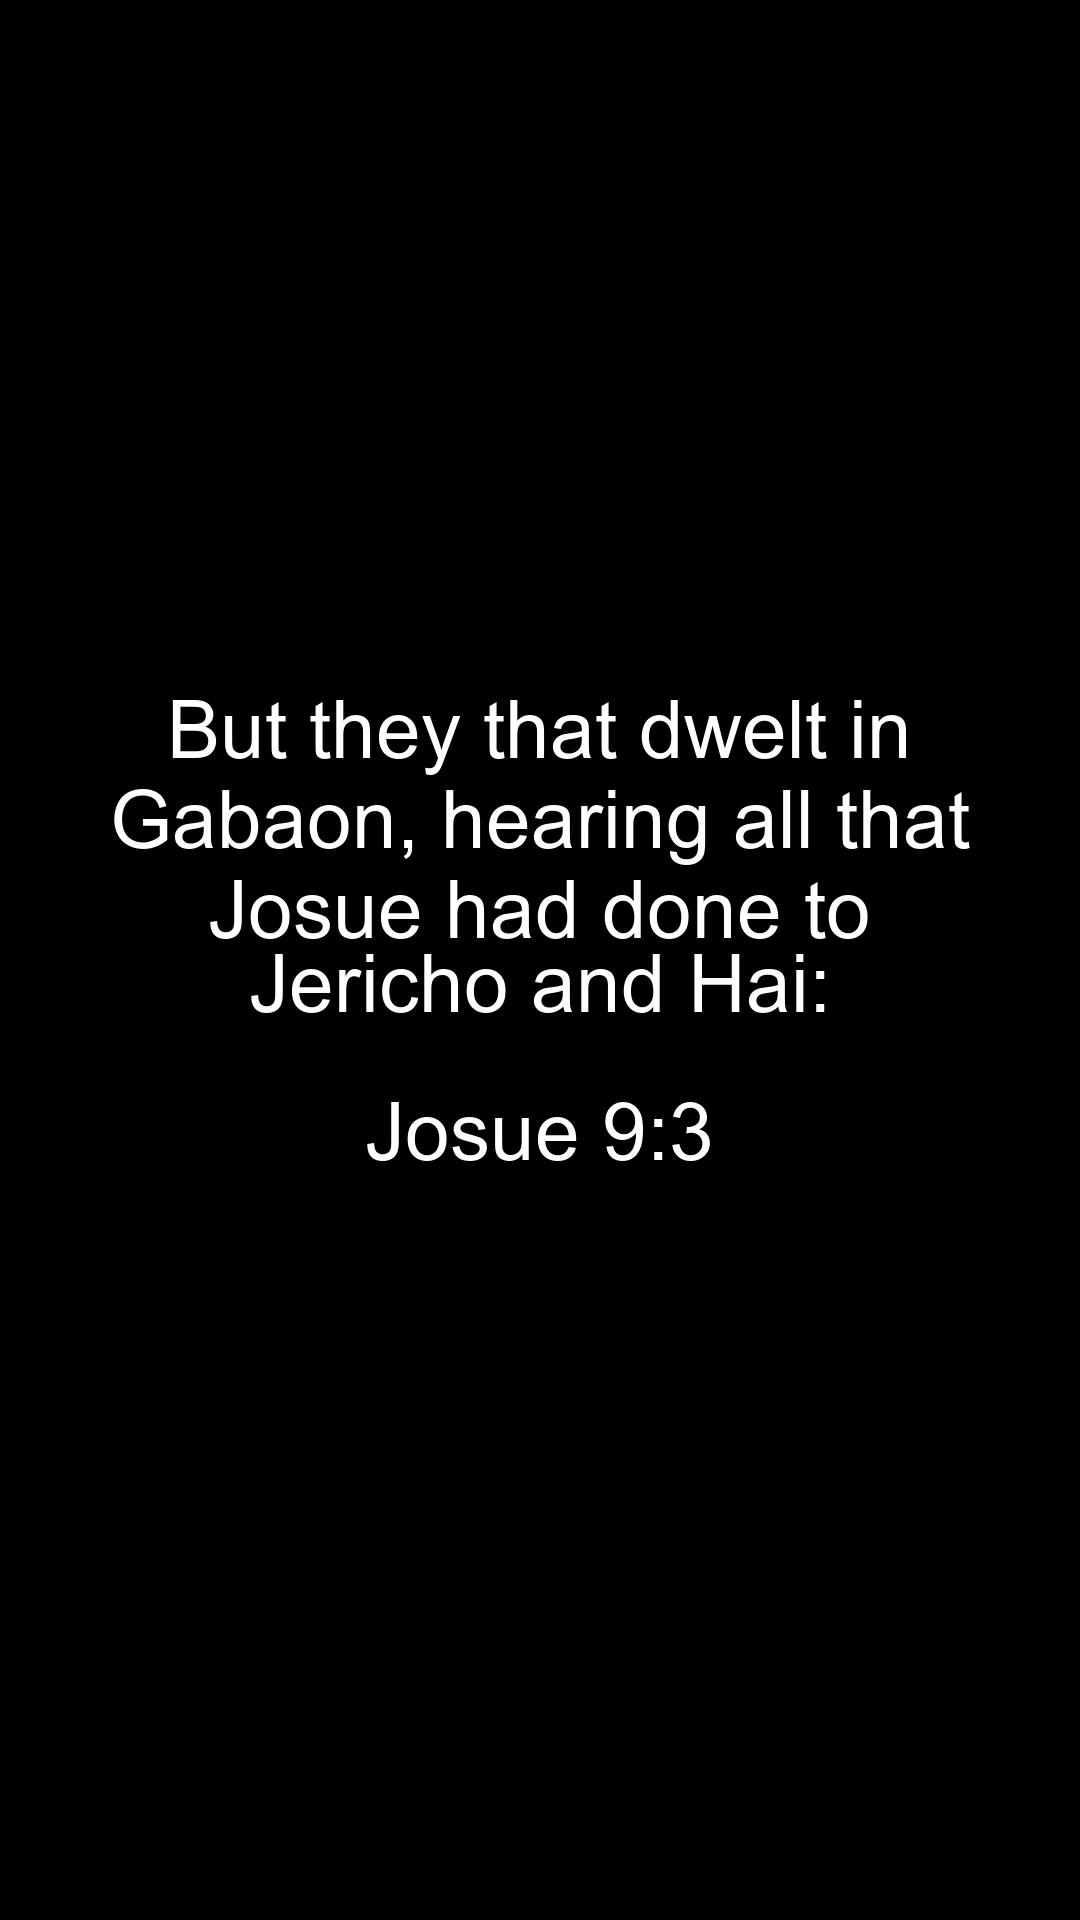 But they that dwelt in
Gabaon, hearing all that
Josue had done to
Jericho and Hai:
Josue 9:3